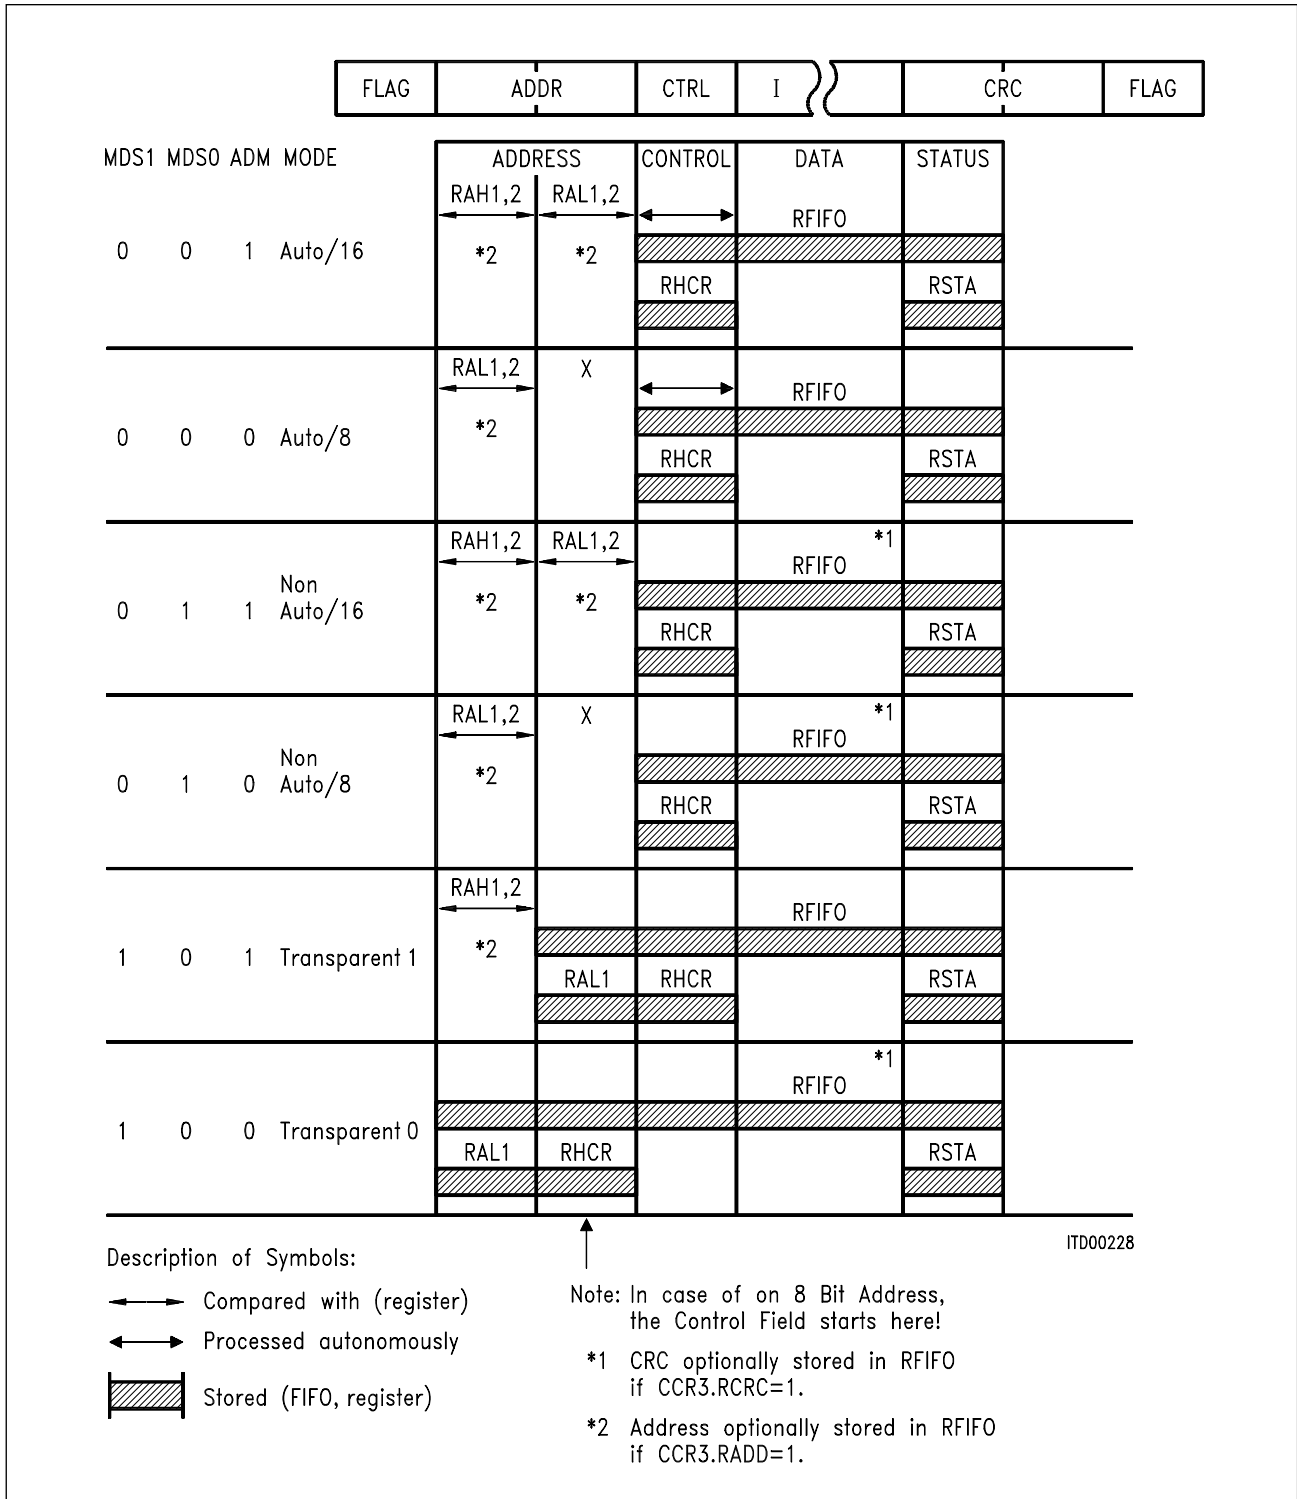 FLAG ADDR CTRL I CRC FLAG
MDS1 MDS0 ADM MODE ADDRESS CONTROL DATA STATUS
RAH1,2 RAL1,2
RFIFO
0 0 1 Auto/16 *2 *2
RHCR RSTA
RAL1,2 X
RFIFO
0 0 0 Auto/8 *2
RHCR RSTA
*1
RAH1,2 RAL1,2
RFIFO
Non
0 1 1 Auto/16 *2 *2
RHCR RSTA
RAL1,2 X *1
RFIFO
Non
0 1 0 Auto/8 *2
RHCR RSTA
RAH1,2
RFIFO
1 0 1 Transparent 1 *2
RAL1 RHCR RSTA
*1
RFIFO
1 0 0 Transparent 0
RAL1 RHCR RSTA
ITD00228
Description of Symbols:
Compared with (register)
Processed autonomously
Stored (FIFO, register)
Note: In case of on 8 Bit Address,
the Control Field starts here!
*1 CRC optionally stored in RFIFO
if CCR3.RCRC=1.
*2 Address optionally stored in RFIFO
if CCR3.RADD=1.